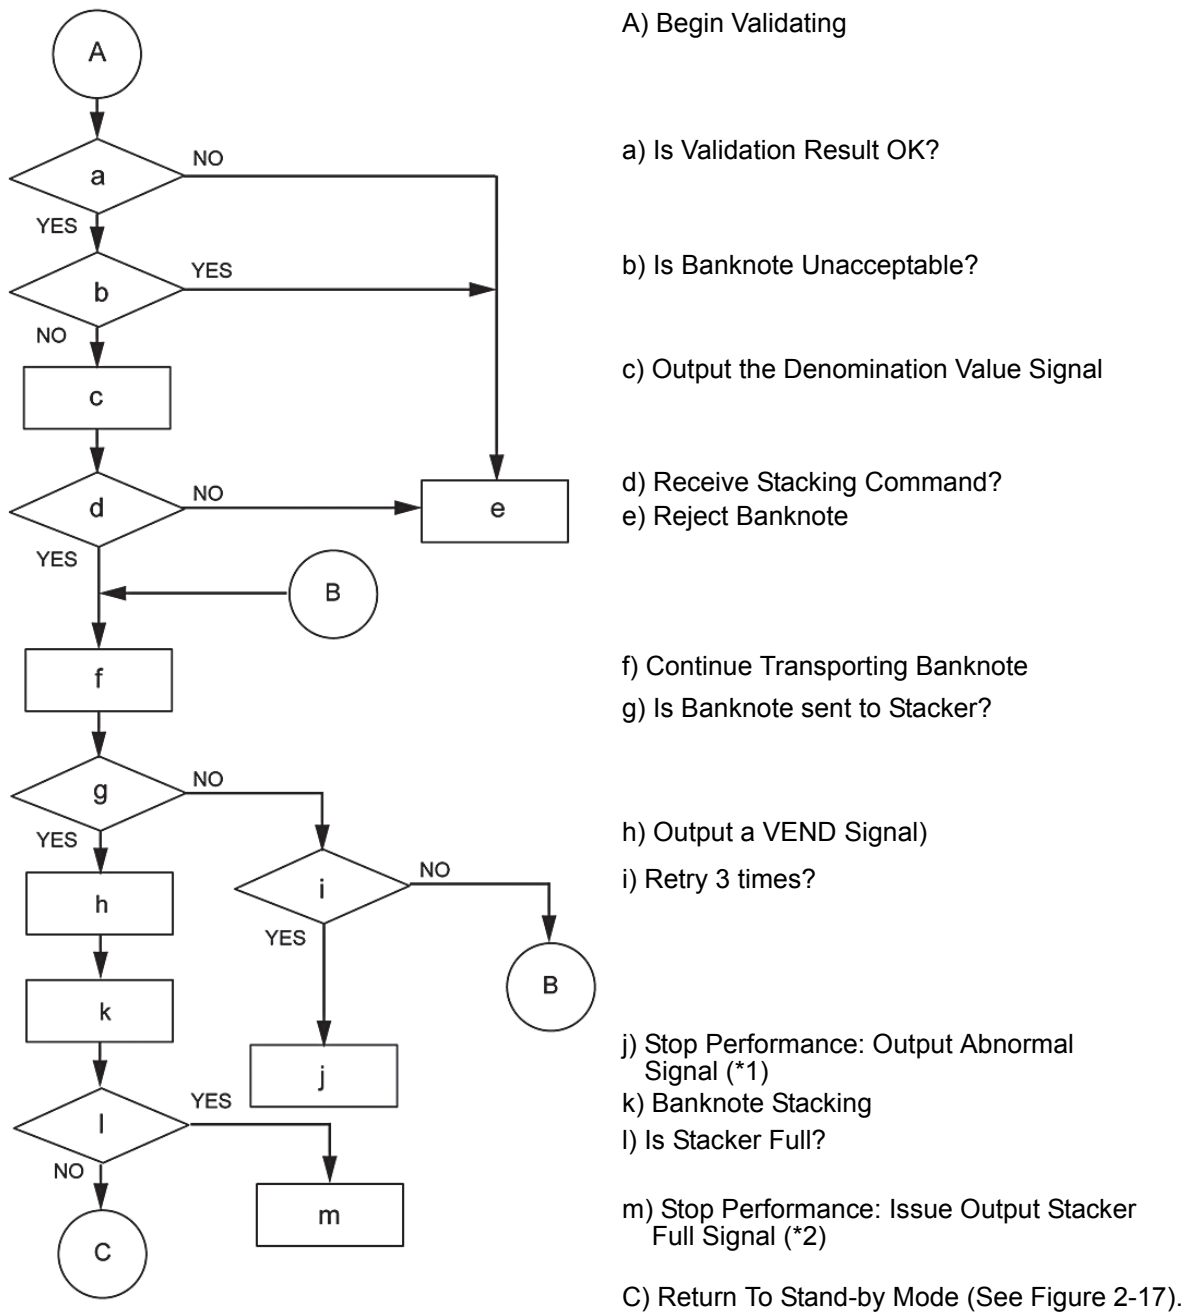 A
A) Begin Validating
a
NO
YES
a) Is Validation Result OK?
b
YES
NO
b) Is Banknote Unacceptable?
c
c) Output the Denomination Value Signal
d
NO
YES
d) Receive Stacking Command?
e
e) Reject Banknote
B
f
f) Continue Transporting Banknote
g
NO
YES
g) Is Banknote sent to Stacker?
h
h) Output a VEND Signal)
i
NO
YES
i) Retry 3 times?
B
k
j
j) Stop Performance: Output Abnormal
Signal (*1)
k) Banknote Stacking
l
YES
NO
l) Is Stacker Full?
m
m) Stop Performance: Issue Output Stacker
Full Signal (*2)
C
C) Return To Stand-by Mode (See Figure 2-17).